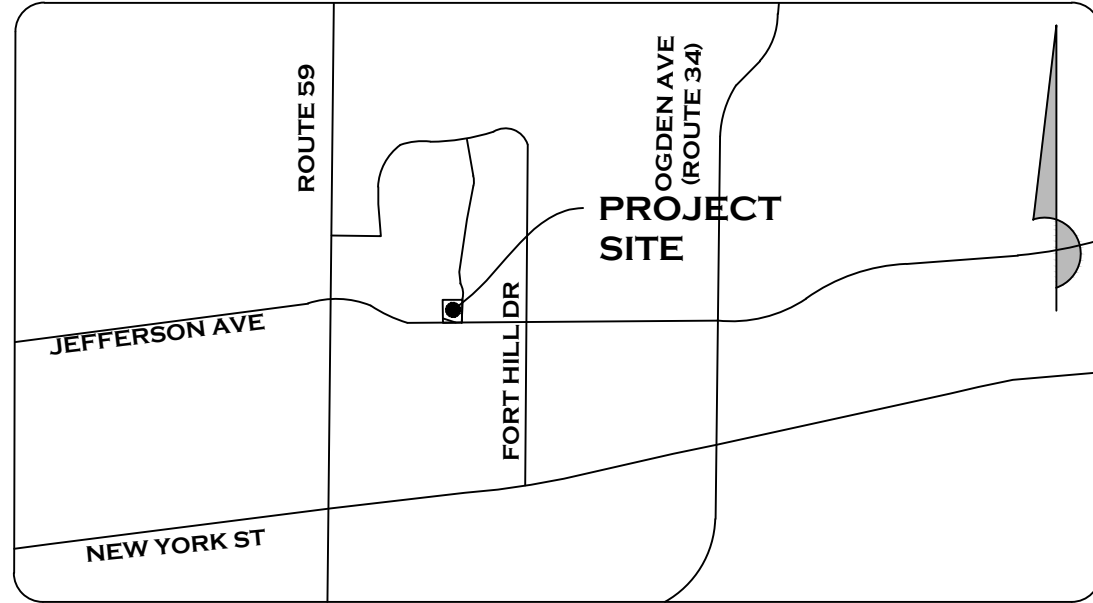 ROUTE 59
OGDEN AVE
(ROUTE 34)
PROJECT
SITE
JEFFERSON AVE
FORT HILL DR
NEW YORK ST